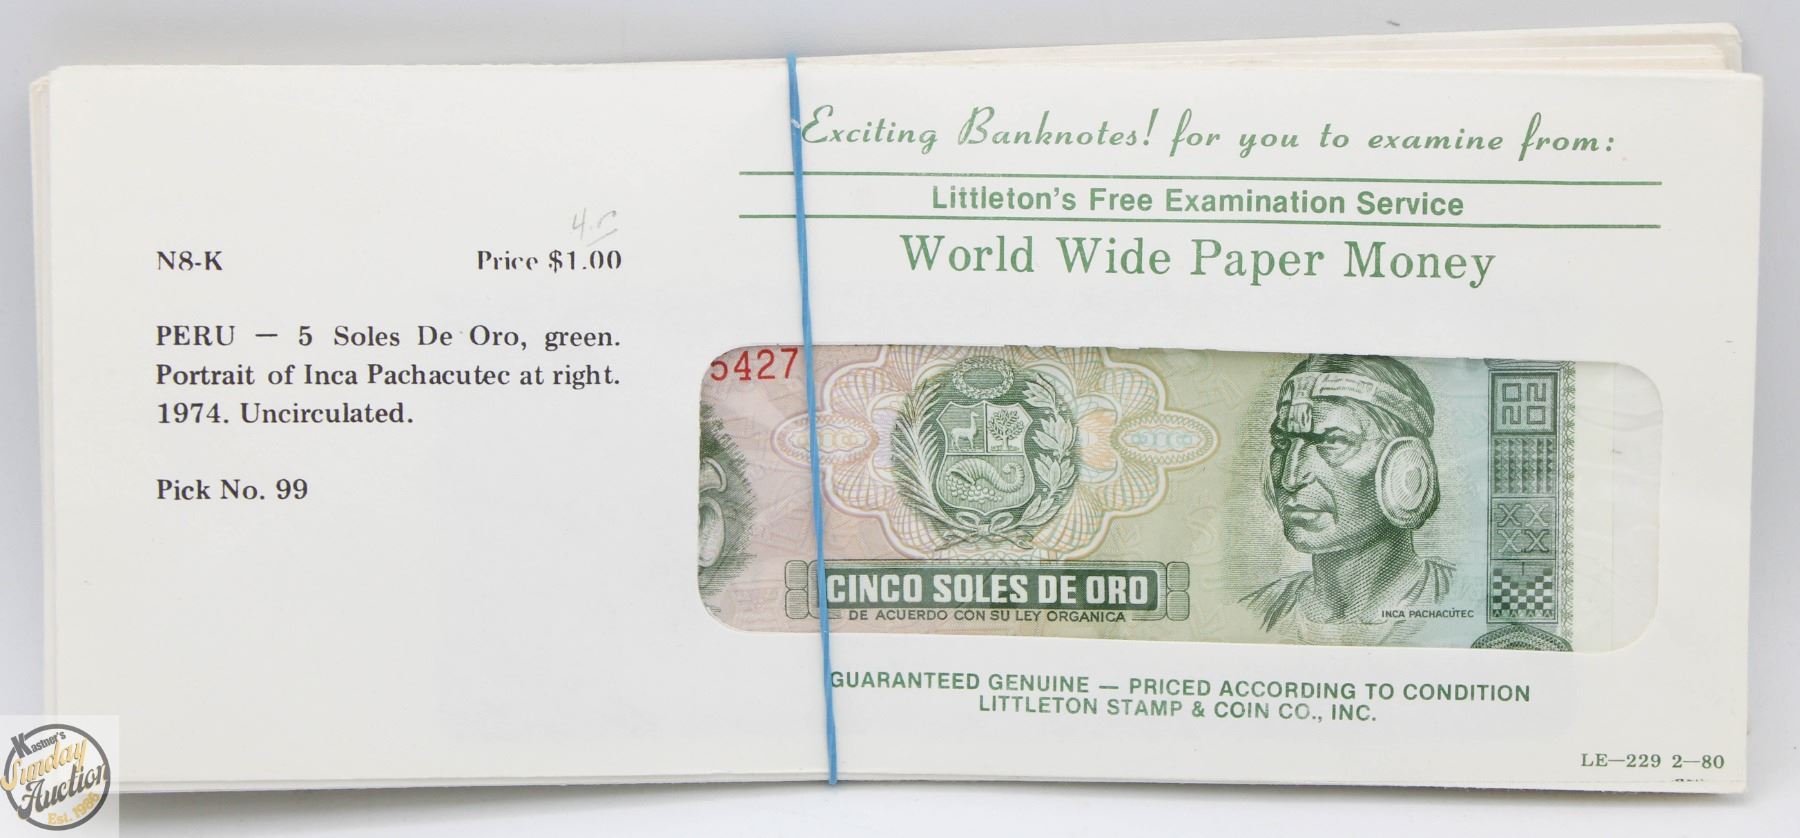 Exciting Banknotes! for you to examine from:
Littleton's Free Examination Service
World Wide Paper Money
4.
N8-K Price $1.00
PERU — 5 Soles De Oro, green.
Portrait of Inca Pachacutec at right.
1974. Uncirculated.
Pick No. 99
5427
CINCO SOLES DE ORO
DE ACUERDO CON SU LEY ORGANICA
INCA PACHACÚTEC
GUARANTEED GENUINE — PRICED ACCORDING TO CONDITION
LITTLETON STAMP & COIN CO., INC.
LE—229 2—80
Kastner's
Sunday
Auction
Est. 1986